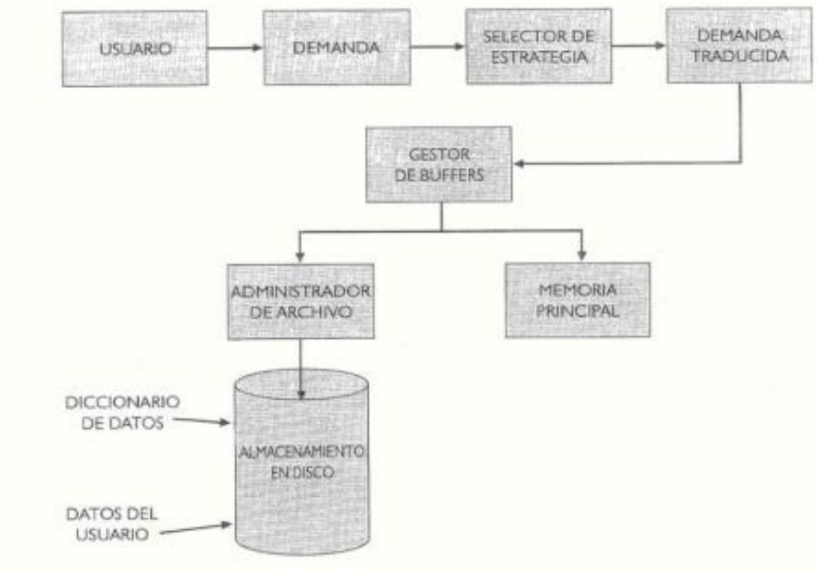 USUARIO
DEMANDA
SELECTOR DE
ESTRATEGIA
DEMANDA
TRADUCIDA
GESTOR
DE BUFFERS
ADMINISTRADOR
DE ARCHIVO
MEMORIA
PRINCIPAL
DICCIONARIO
DE DATOS
ALMACENAMIENTO
EN DISCO
DATOS DEL
USUARIO